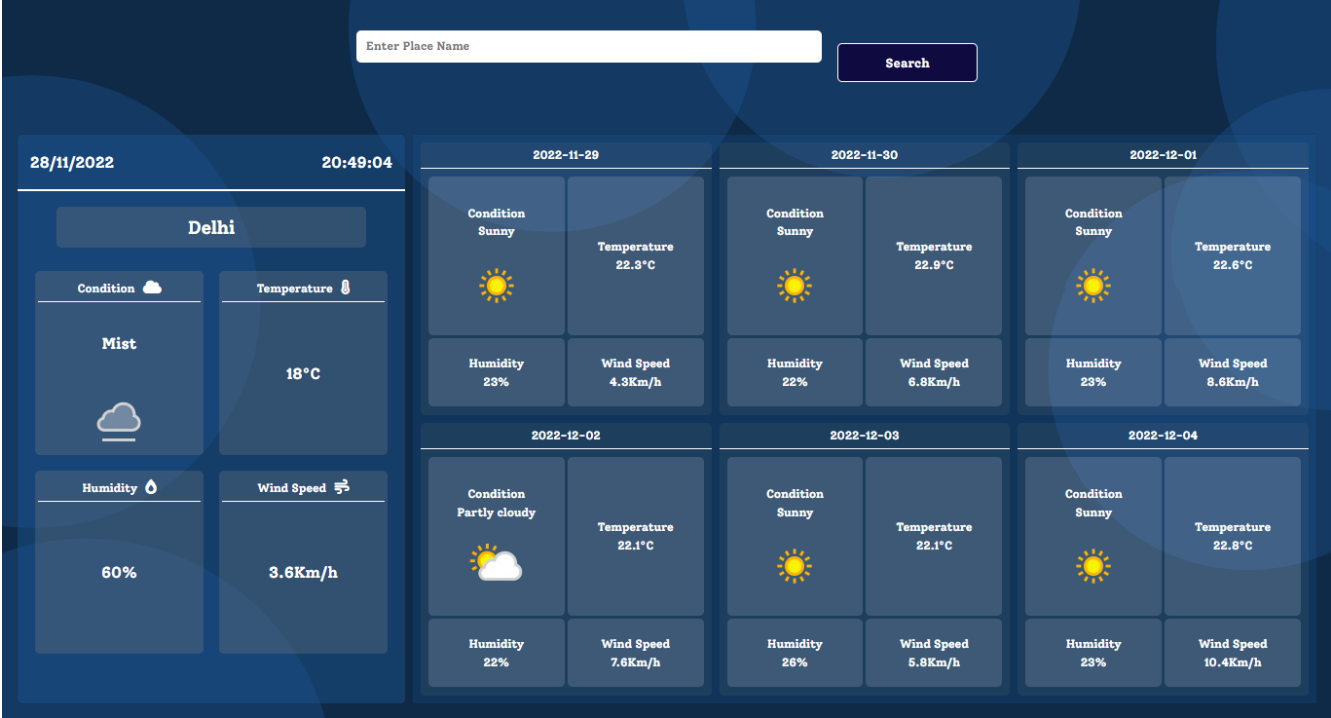 Enter Place Name
Search
28/11/2022
20:49:04
Delhi
Condition
Mist
Temperature
18°C
Humidity
60%
Wind Speed
3.6Km/h
2022-11-29
Condition
Sunny
Temperature
22.3°C
Humidity
23%
Wind Speed
4.3Km/h
2022-11-30
Condition
Sunny
Temperature
22.9°C
Humidity
22%
Wind Speed
6.8Km/h
2022-12-01
Condition
Sunny
Temperature
22.6°C
Humidity
23%
Wind Speed
8.6Km/h
2022-12-02
Condition
Partly cloudy
Temperature
22.1°C
Humidity
22%
Wind Speed
7.6Km/h
2022-12-03
Condition
Sunny
Temperature
22.1°C
Humidity
26%
Wind Speed
5.8Km/h
2022-12-04
Condition
Sunny
Temperature
22.8°C
Humidity
23%
Wind Speed
10.4Km/h